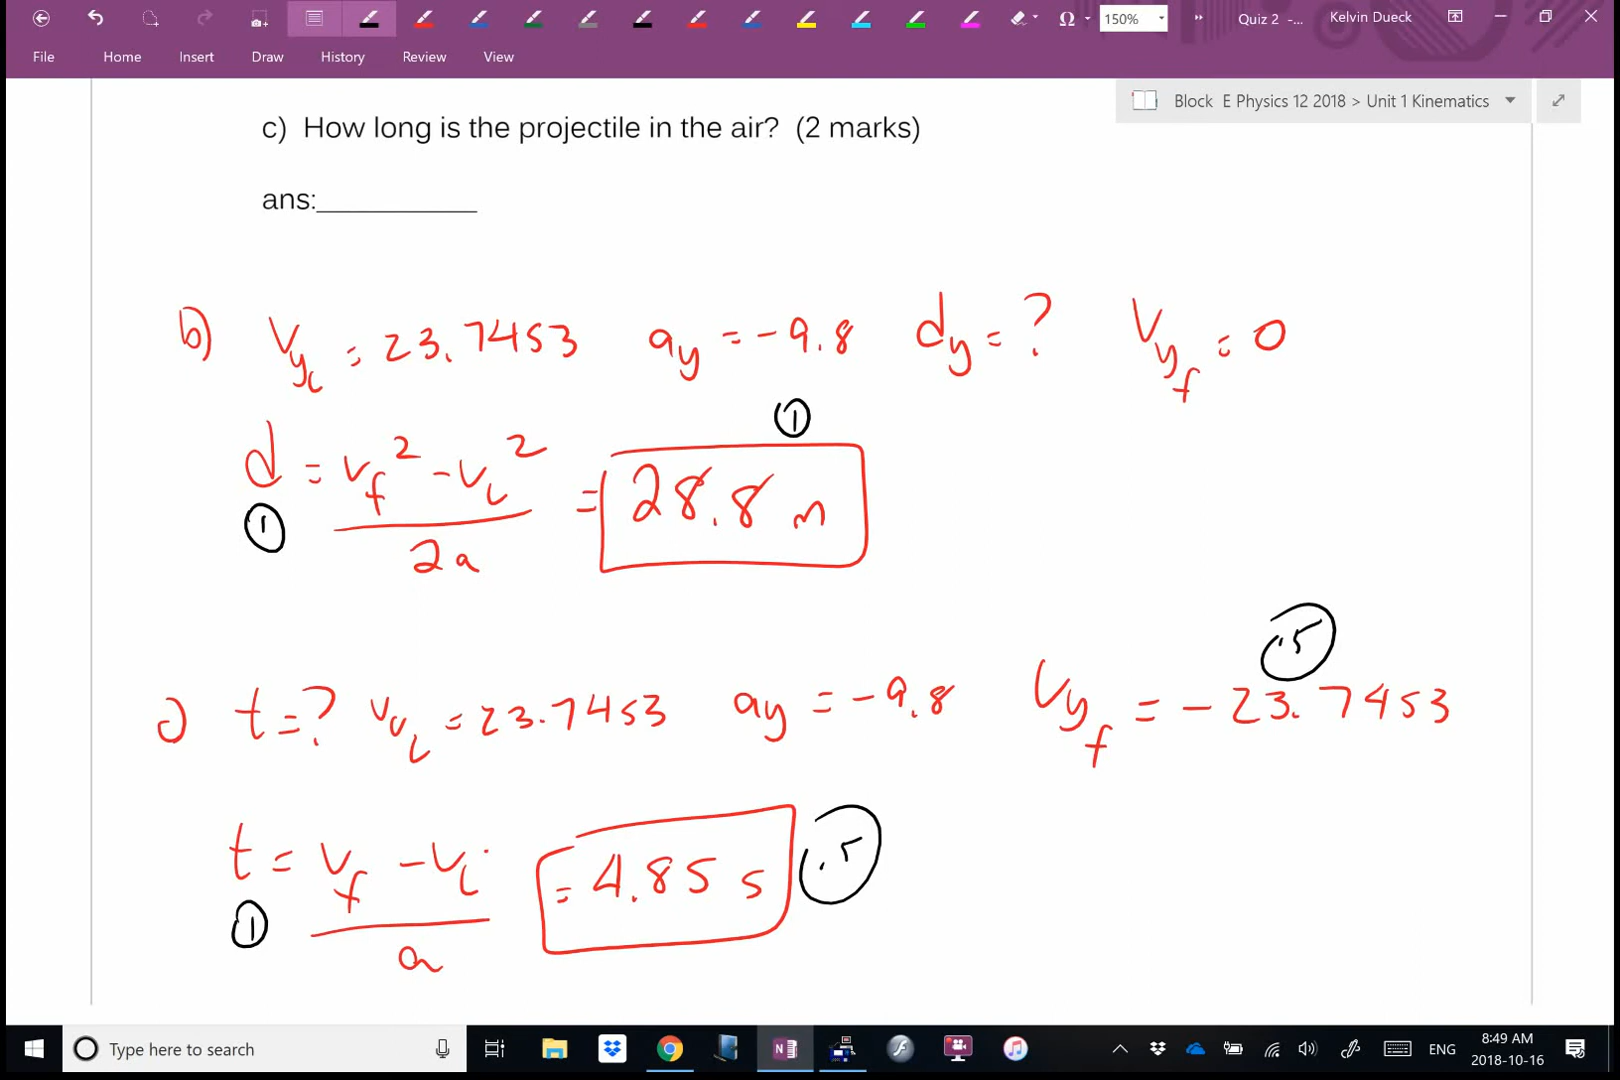 150% Quiz 2 -... Kelvin Dueck
File Home Insert Draw History Review View
Block E Physics 12 2018 > Unit 1 Kinematics
c) How long is the projectile in the air? (2 marks)
ans:__________
b) Vyi = 23.7453 ay = -9.8 dy = ? Vyf = 0
①
d = vf² - vi² / 2a = 28.8 m
①
.5
c) t = ? vyi = 23.7453 ay = -9.8 Vyf = -23.7453
t = vf - vi / a = 4.85 s .5
①
Type here to search
ENG 8:49 AM
2018-10-16